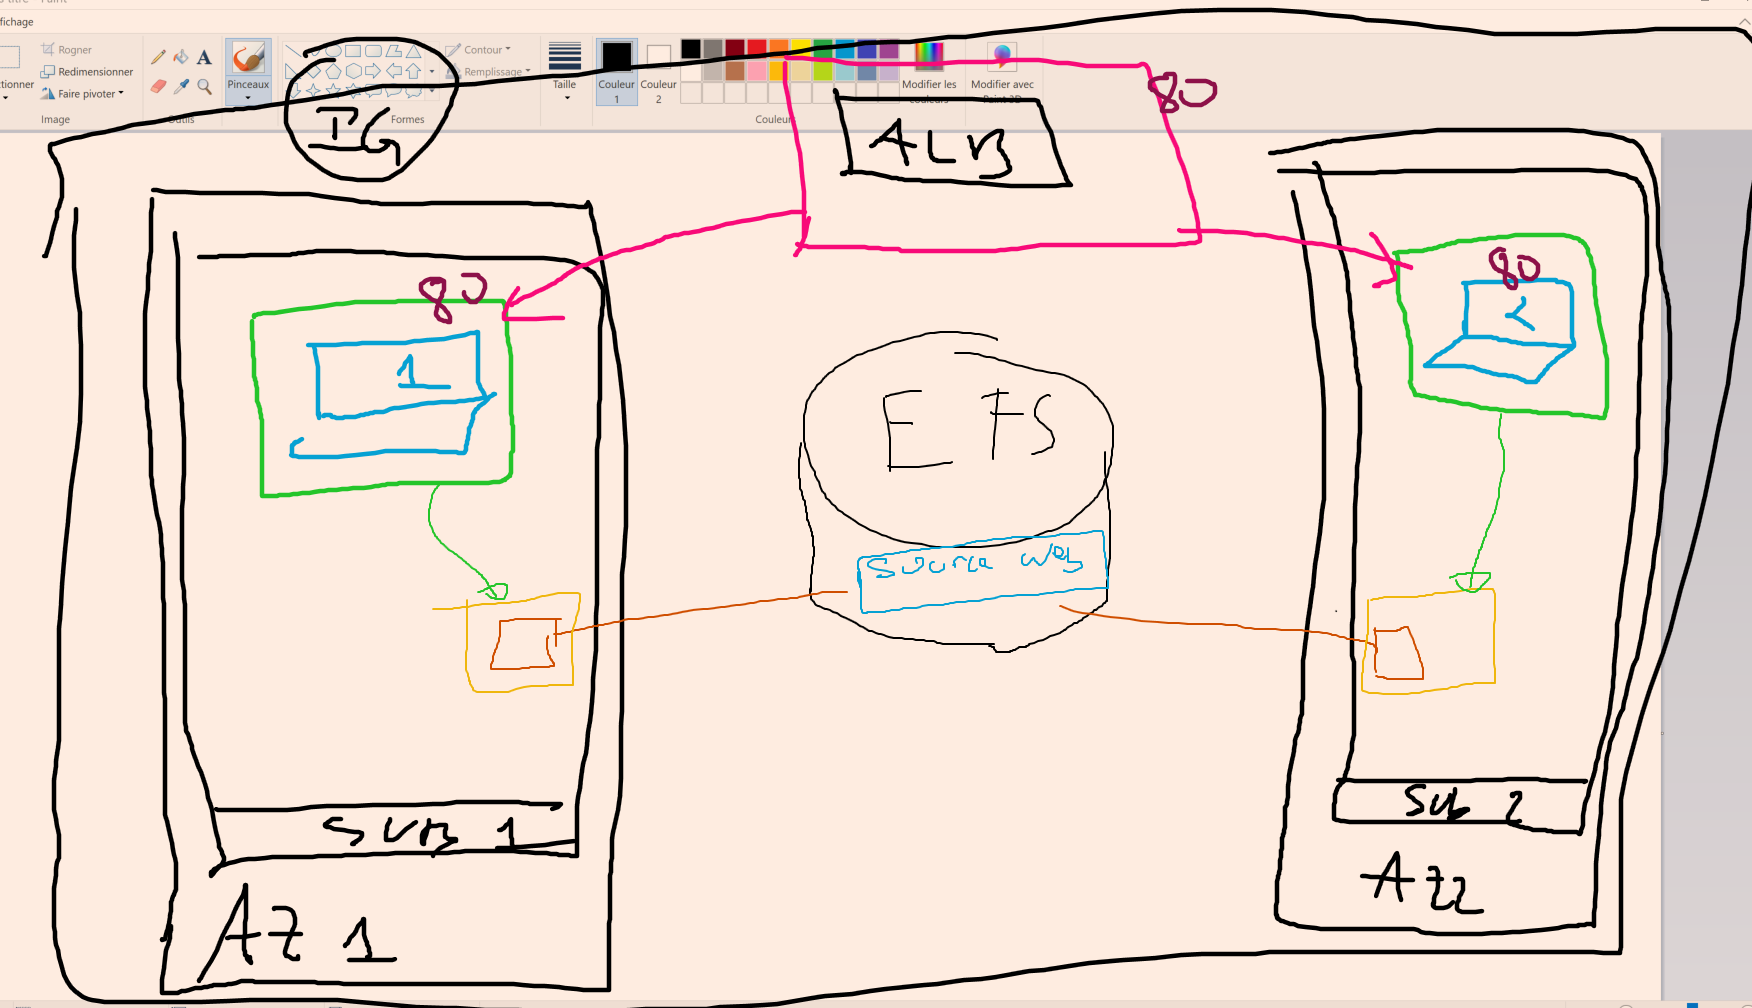 fichage
Rogner
Redimensionner
Faire pivoter
Image
Outils
Pinceaux
Formes
Contour
Remplissage
Taille
Couleur
1
Couleur
2
Couleurs
Modifier les
couleurs
Modifier avec
Paint 3D
IG
ALB
80
80
1
80
2
EFS
Source Web
SUB 1
Sub 2
AZ 1
AZ2